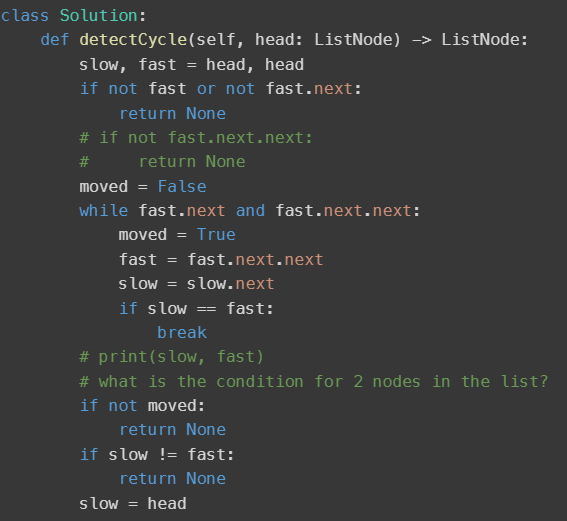 class Solution:
    def detectCycle(self, head: ListNode) -> ListNode:
        slow, fast = head, head
        if not fast or not fast.next:
            return None
        # if not fast.next.next:
        #     return None
        moved = False
        while fast.next and fast.next.next:
            moved = True
            fast = fast.next.next
            slow = slow.next
            if slow == fast:
                break
        # print(slow, fast)
        # what is the condition for 2 nodes in the list?
        if not moved:
            return None
        if slow != fast:
            return None
        slow = head